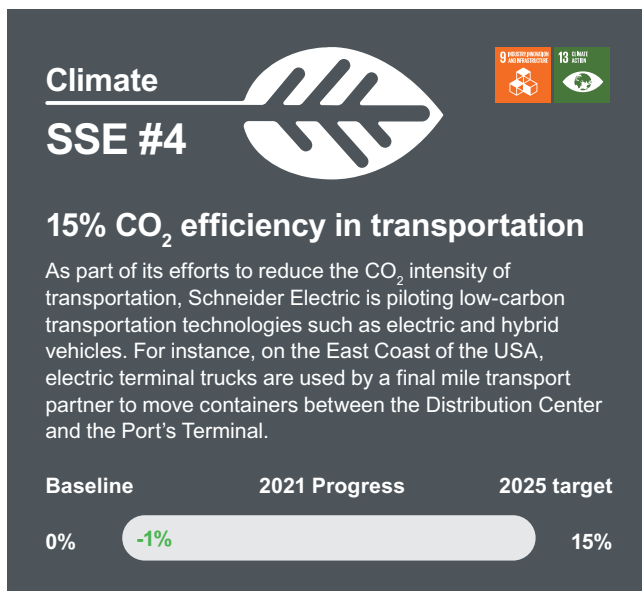 Climate
SSE #4
9 INDUSTRY, INNOVATION
AND INFRASTRUCTURE
13 CLIMATE
ACTION
15% CO₂ efficiency in transportation
As part of its efforts to reduce the CO₂ intensity of
transportation, Schneider Electric is piloting low-carbon
transportation technologies such as electric and hybrid
vehicles. For instance, on the East Coast of the USA,
electric terminal trucks are used by a final mile transport
partner to move containers between the Distribution Center
and the Port's Terminal.
Baseline 2021 Progress 2025 target
0% -1% 15%